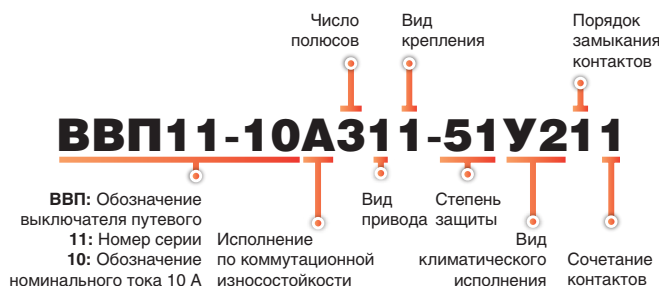 Число
полюсов
Вид
крепления
Порядок
замыкания
контактов
ВВП11-10А311-51У211
ВВП: Обозначение
выключателя путевого
11: Номер серии
10: Обозначение
номинального тока 10 А
Исполнение
по коммутационной
износостойкости
Вид
привода
Степень
защиты
Вид
климатического
исполнения
Сочетание
контактов